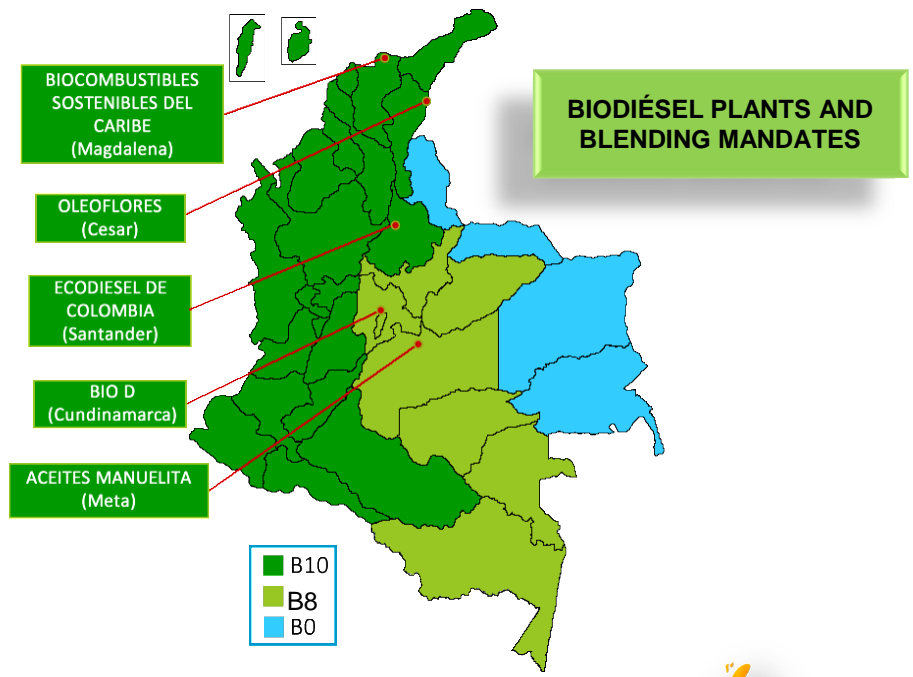 BIODIÉSEL PLANTS AND
BLENDING MANDATES
BIOCOMBUSTIBLES
SOSTENIBLES DEL
CARIBE
(Magdalena)
OLEOFLORES
(Cesar)
ECODIESEL DE
COLOMBIA
(Santander)
BIO D
(Cundinamarca)
ACEITES MANUELITA
(Meta)
B10
B8
B0